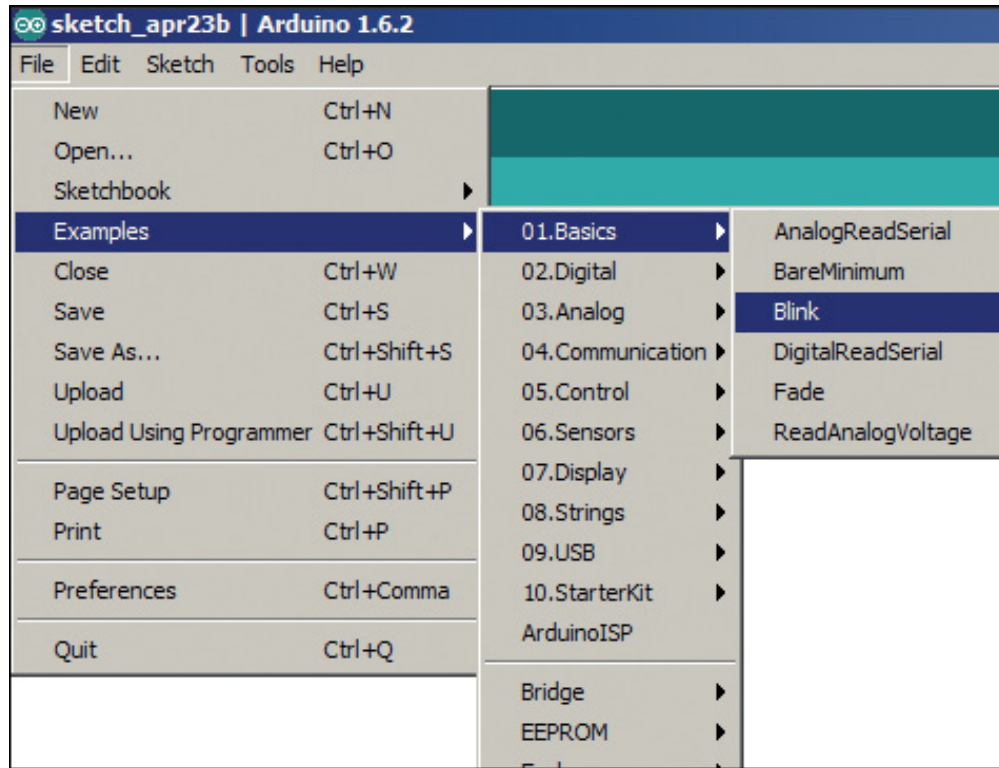 sketch_apr23b | Arduino 1.6.2
File Edit Sketch Tools Help
New Ctrl+N
Open... Ctrl+O
Sketchbook
Examples
Close Ctrl+W
Save Ctrl+S
Save As... Ctrl+Shift+S
Upload Ctrl+U
Upload Using Programmer Ctrl+Shift+U
Page Setup Ctrl+Shift+P
Print Ctrl+P
Preferences Ctrl+Comma
Quit Ctrl+Q
01.Basics
02.Digital
03.Analog
04.Communication
05.Control
06.Sensors
07.Display
08.Strings
09.USB
10.StarterKit
ArduinoISP
Bridge
EEPROM
AnalogReadSerial
BareMinimum
Blink
DigitalReadSerial
Fade
ReadAnalogVoltage